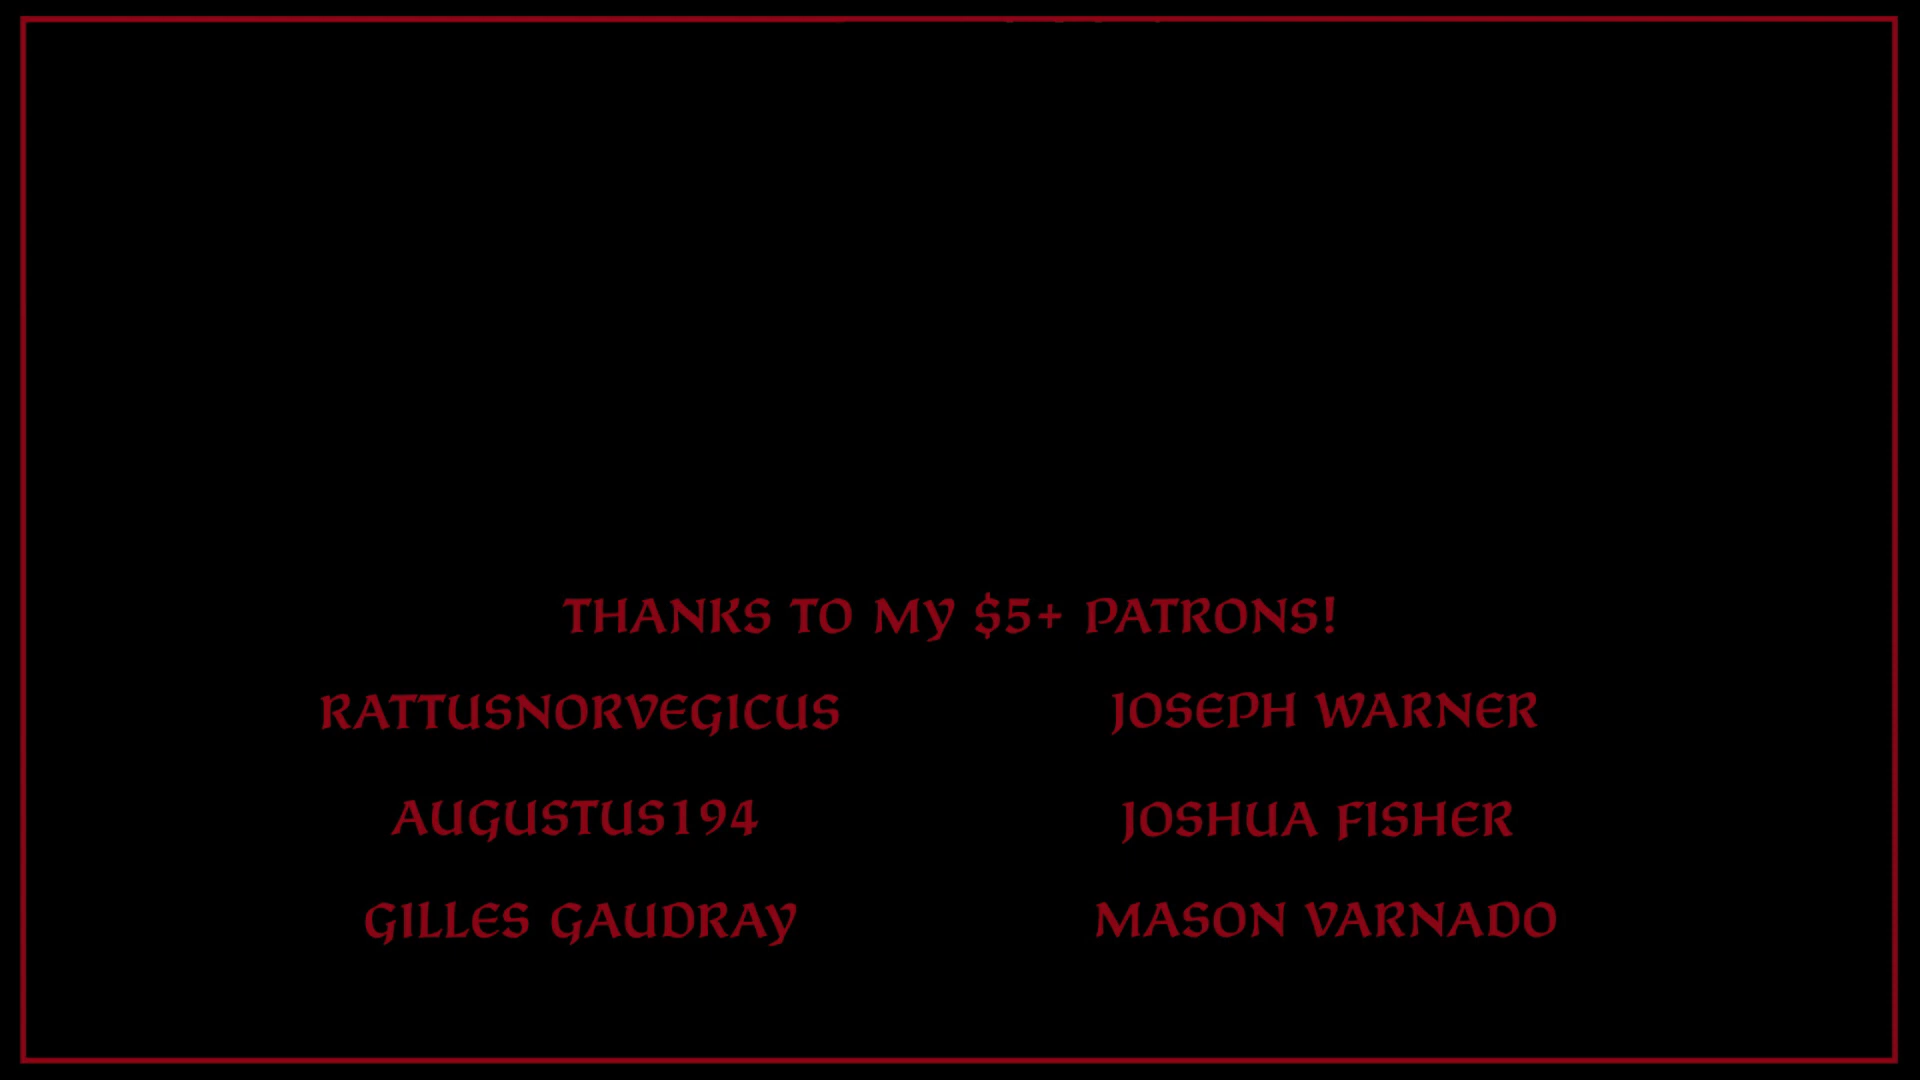 THANKS TO MY $5+ PATRONS!
RATTUSNORVEGICUS
JOSEPH WARNER
AUGUSTUS194
JOSHUA FISHER
GILLES GAUDRAY
MASON VARNADO